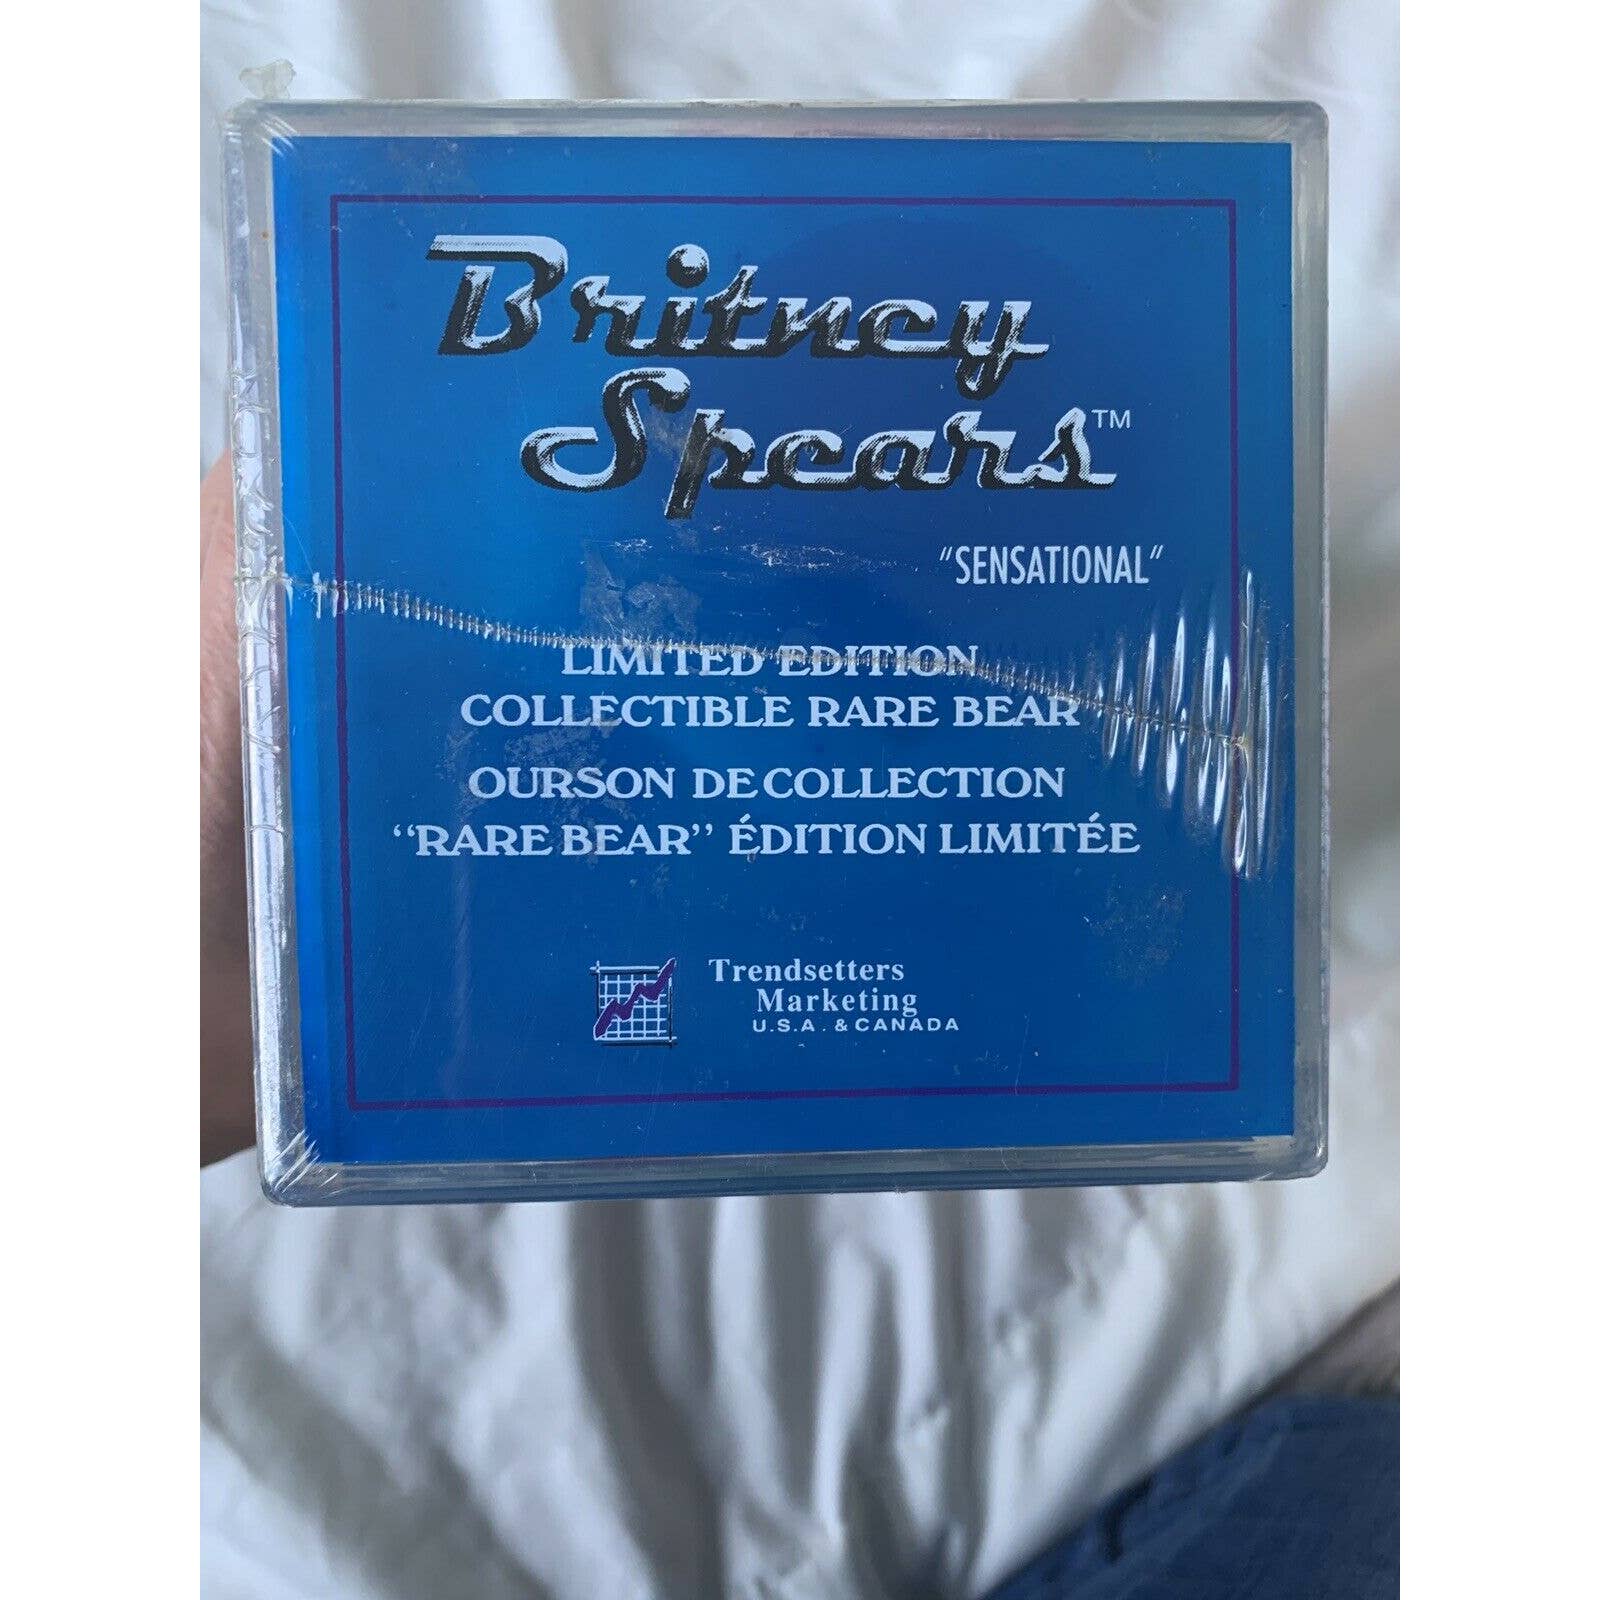 Britney
Spears™
"SENSATIONAL"
LIMITED EDITION
COLLECTIBLE RARE BEAR
OURSON DE COLLECTION
"RARE BEAR" ÉDITION LIMITÉE
Trendsetters
Marketing
U.S.A. & CANADA